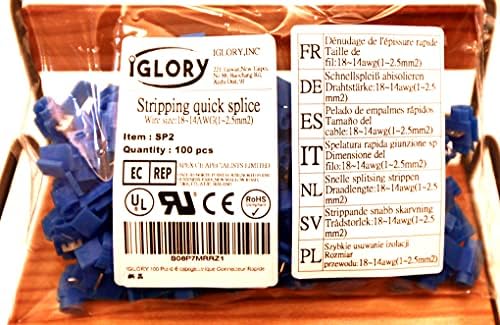 iGLORY
IGLORY,INC
Stripping quick splice
Wire size:18~14AWG(1~2.5mm2)
Item : SP2
Quantity : 100 pcs
EC REP
UL
UL
CE
RoHS
B08P7MRRZ1
FR
Dénudage de l'épissure rapide
Taille de
fil:18~14awg(1~2.5mm2)
DE
Schnellspleiß abisolieren
Drahtstärke:18~14awg(1~2.5
mm2)
ES
Pelado de empalmes rápidos
Tamaño del
cable:18~14awg(1~2.5mm2)
IT
Spelatura rapida giunzione sp
Dimensione del
filo:18~14awg(1~2.5mm2)
NL
Snelle splitsing strippen
Draadlengte:18~14awg(1~2.5
mm2)
SV
Strippande snabb skarvning
Trådstorlek:18~14awg(1~2.5
mm2)
PL
Szybkie usuwanie izolacji
Rozmiar
przewodu:18~14awg(1~2.5mm2)